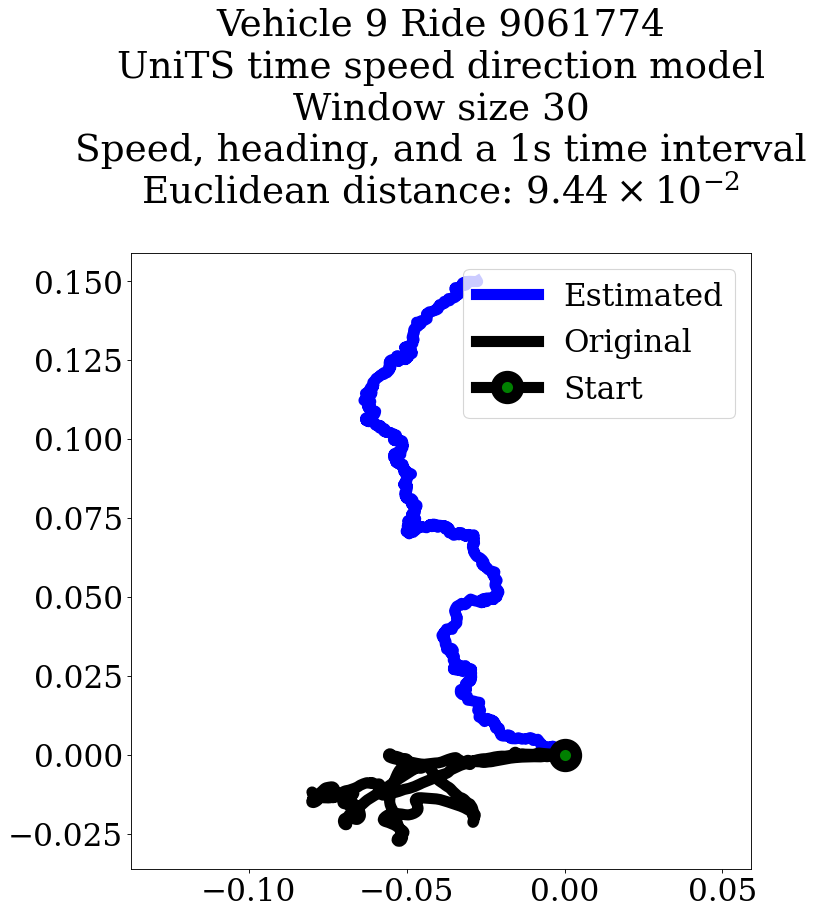 Vehicle 9 Ride 9061774
UniTS time speed direction model
Window size 30
Speed, heading, and a 1s time interval
Euclidean distance: 9.44 × 10⁻²
0.150
0.125
0.100
0.075
0.050
0.025
0.000
−0.025
Estimated
Original
Start
−0.10
−0.05
0.00
0.05